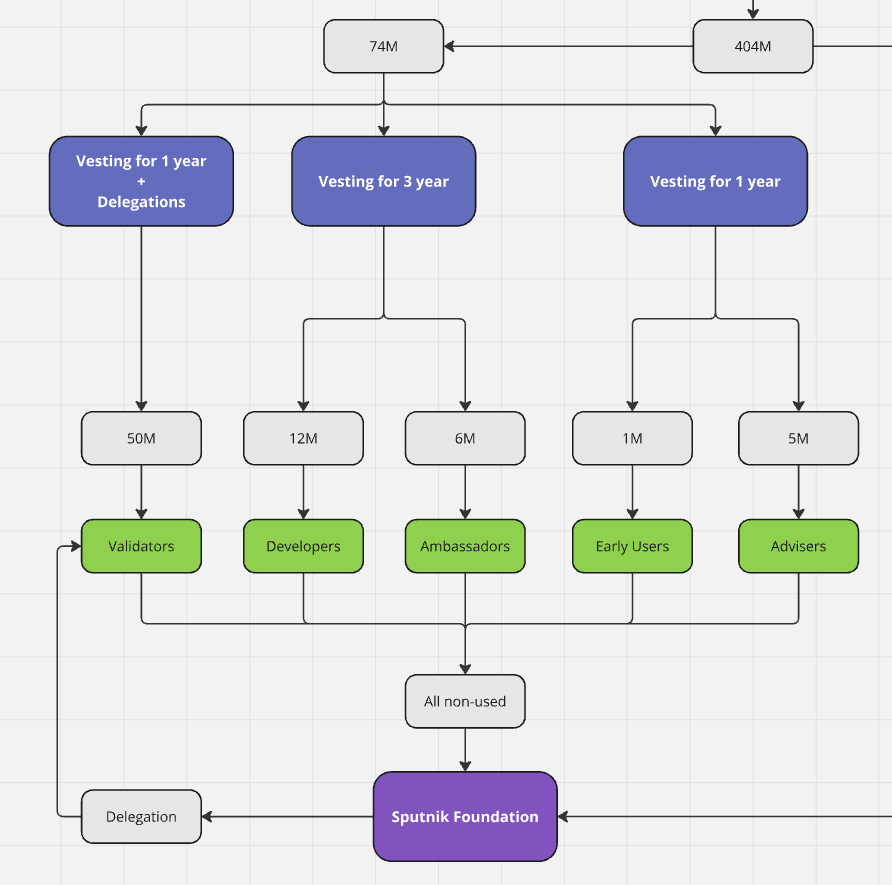 74M
404M
Vesting for 1 year
+
Delegations
Vesting for 3 year
Vesting for 1 year
50M
12M
6M
1M
5M
Validators
Developers
Ambassadors
Early Users
Advisers
All non-used
Delegation
Sputnik Foundation